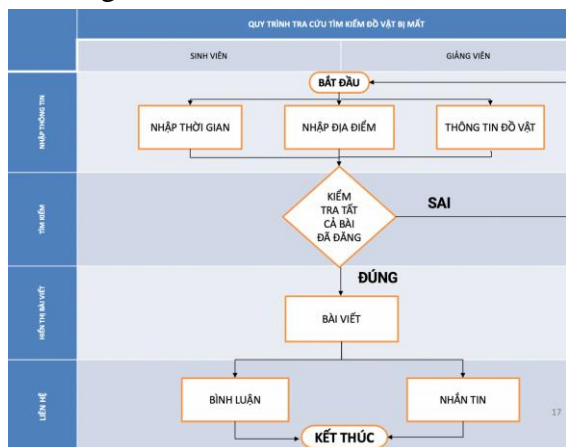 QUY TRÌNH TRA CỨU TÌM KIẾM ĐỒ VẬT BỊ MẤT
SINH VIÊN
GIẢNG VIÊN
NHẬP THÔNG TIN
BẮT ĐẦU
NHẬP THỜI GIAN
NHẬP ĐỊA ĐIỂM
THÔNG TIN ĐỒ VẬT
TÌM KIẾM
KIỂM
TRA TẤT
CẢ BÀI
ĐÃ ĐĂNG
SAI
ĐÚNG
HIỂN THỊ BÀI VIẾT
BÀI VIẾT
LIÊN HỆ
BÌNH LUẬN
NHẮN TIN
KẾT THÚC
17